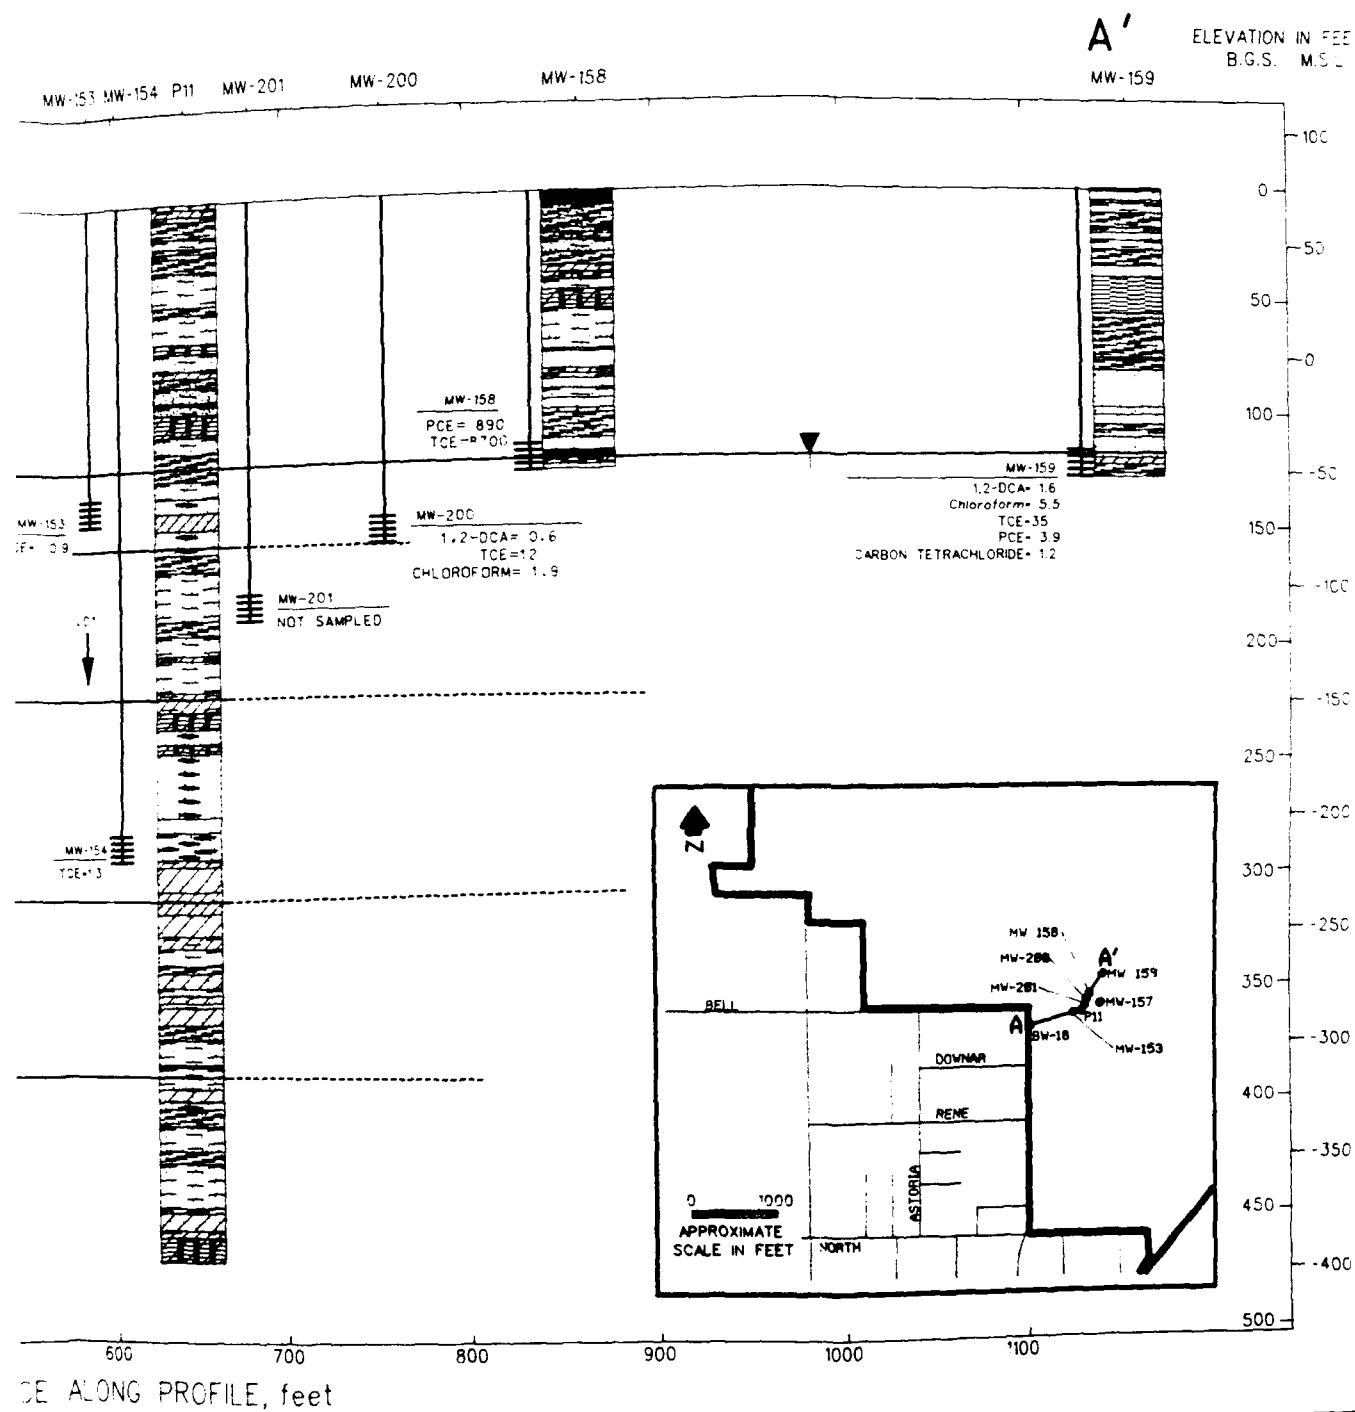 A'
ELEVATION IN FEE
B.G.S. M.S.L
MW-153 MW-154 P11 MW-201 MW-200 MW-158 MW-159
100
0
50
50
0
100
-50
150
-100
200
-150
250
-200
300
-250
350
-300
400
-350
450
-400
500
MW-158
PCE= 890
MW-159
1,2-DCA= 1.6
Chloroform= 5.5
TCE=35
PCE= 3.9
CARBON TETRACHLORIDE= 1.2
MW-153
MW-200
1,2-DCA= 0.6
TCE=12
CHLOROFORM= 1.9
MW-201
NOT SAMPLED
MW-154
N
MW 158
MW-200
A'
MW 159
MW-201
MW-157
BELL
A
P11
BW-18
MW-153
DOWNAR
RENE
ASTORIA
0 1000
APPROXIMATE
SCALE IN FEET
NORTH
600 700 800 900 1000 1100
CE ALONG PROFILE, feet